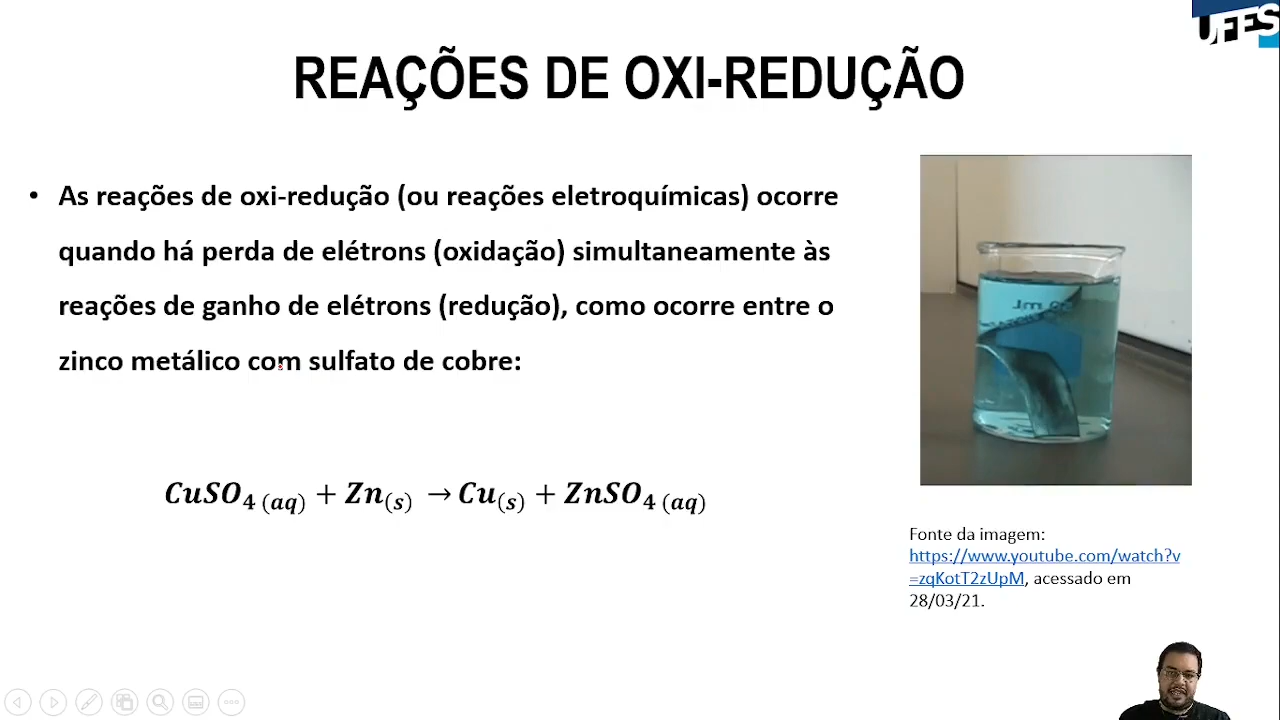 UFES
REAÇÕES DE OXI-REDUÇÃO
• As reações de oxi-redução (ou reações eletroquímicas) ocorre
quando há perda de elétrons (oxidação) simultaneamente às
reações de ganho de elétrons (redução), como ocorre entre o
zinco metálico com sulfato de cobre:
CuSO4 (aq) + Zn(s) → Cu(s) + ZnSO4 (aq)
Fonte da imagem:
https://www.youtube.com/watch?v
=zqKotT2zUpM, acessado em
28/03/21.